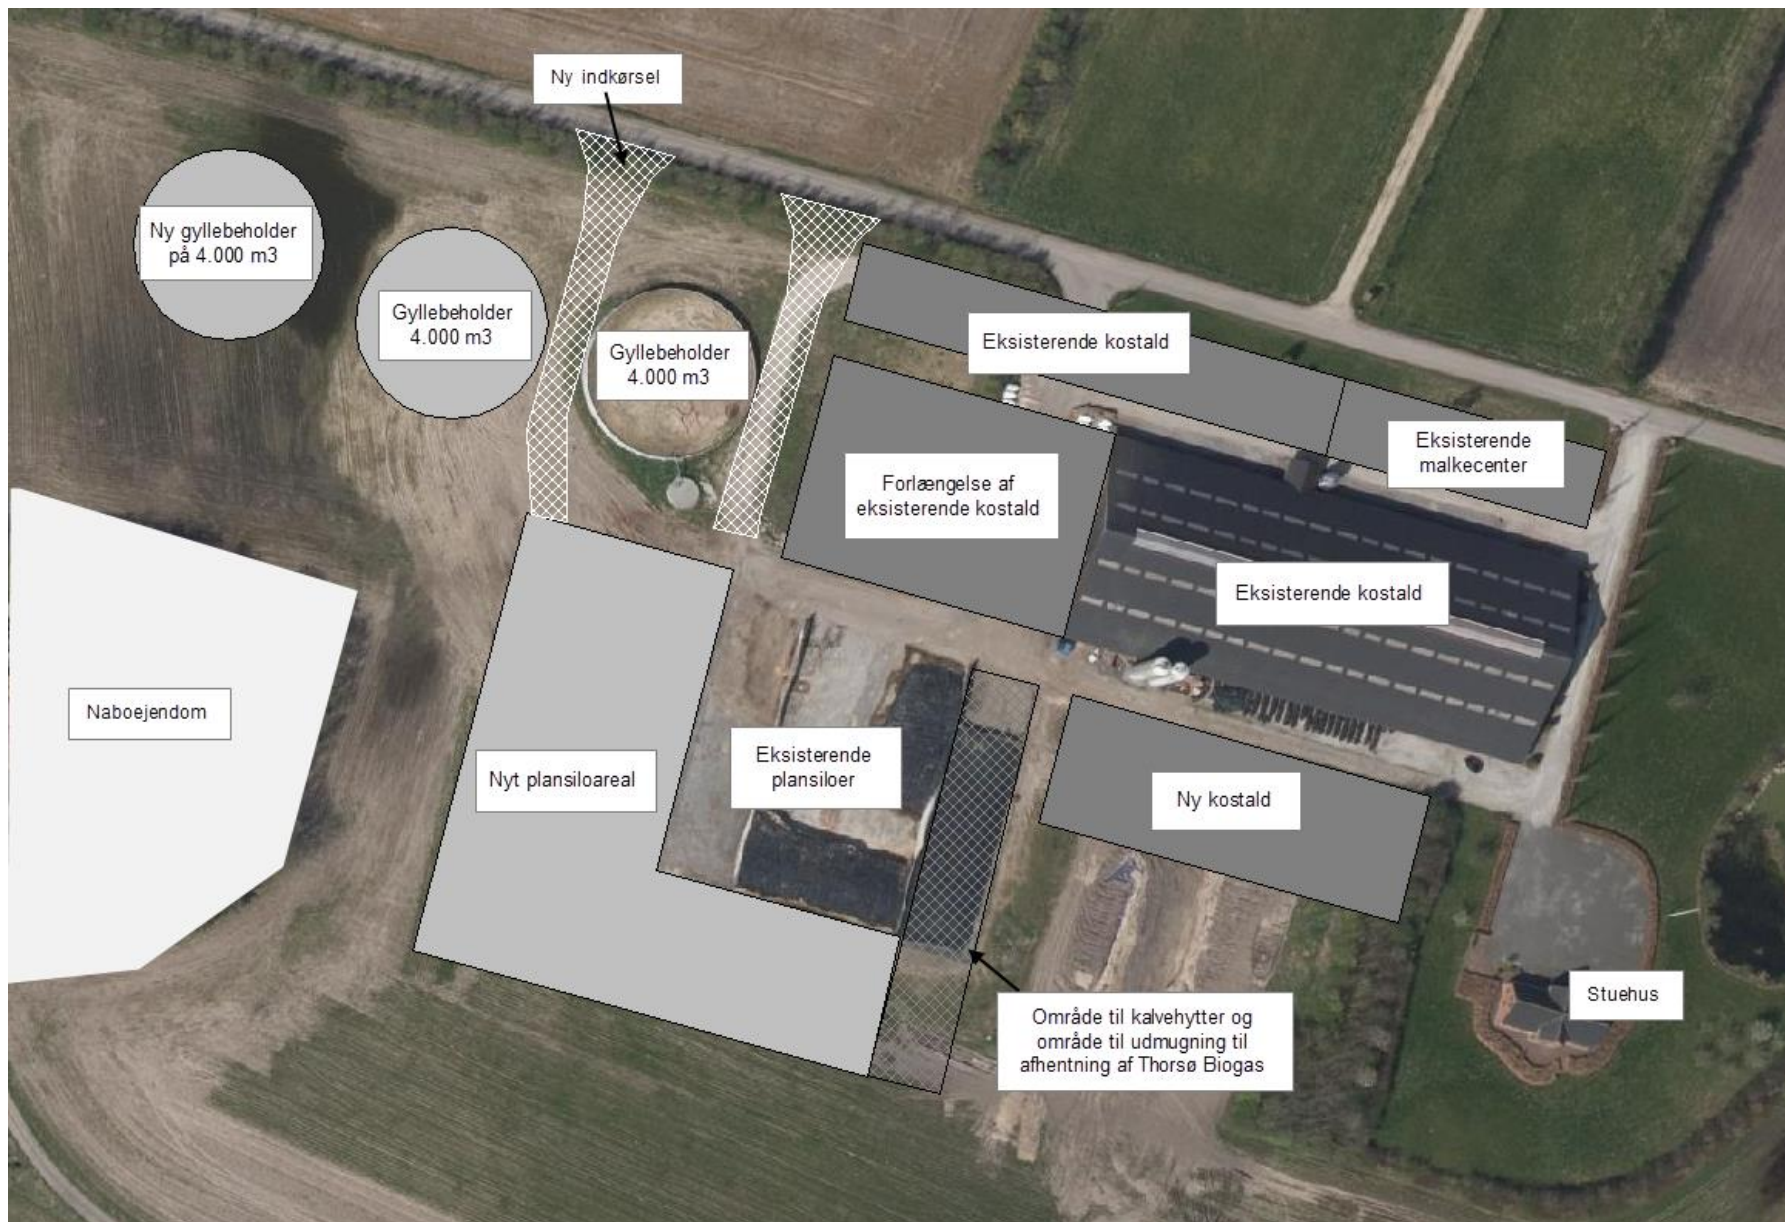 Ny indkørsel
Ny gyllebeholder
på 4.000 m3
Gyllebeholder
4.000 m3
Gyllebeholder
4.000 m3
Eksisterende kostald
Eksisterende
malkecenter
Forlængelse af
eksisterende kostald
Eksisterende kostald
Naboejendom
Nyt plansiloareal
Eksisterende
plansiloer
Ny kostald
Stuehus
Område til kalvehytter og
område til udmugning til
afhentning af Thorsø Biogas